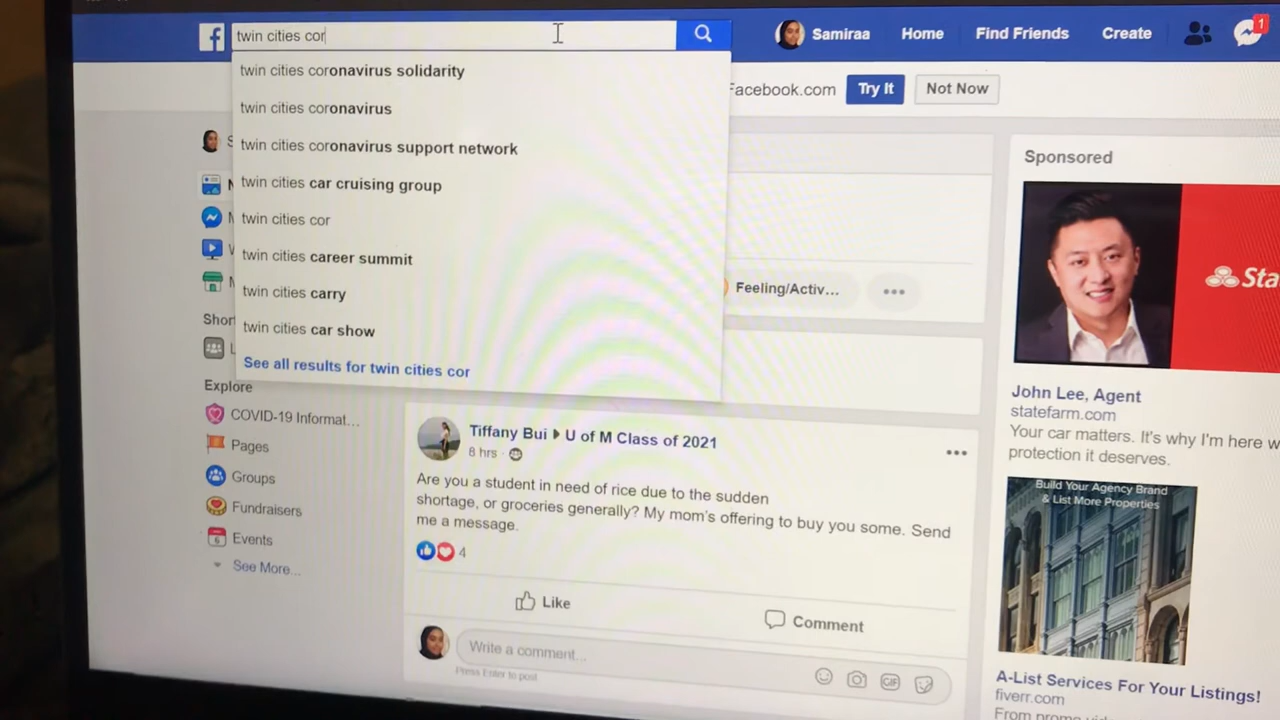 twin cities cor
Samiraa
Home
Find Friends
Create
1
twin cities coronavirus solidarity
twin cities coronavirus
twin cities coronavirus support network
twin cities car cruising group
twin cities cor
twin cities career summit
twin cities carry
twin cities car show
See all results for twin cities cor
Facebook.com
Try It
Not Now
Explore
COVID-19 Informat...
Pages
Groups
Fundraisers
6
Events
See More...
Feeling/Activ...
Tiffany Bui U of M Class of 2021
8 hrs ·
Are you a student in need of rice due to the sudden
shortage, or groceries generally? My mom's offering to buy you some. Send
me a message.
4
Like
Comment
Write a comment...
GIF
Press Enter to post
Sponsored
John Lee, Agent
statefarm.com
Your car matters. It's why I'm here w
protection it deserves.
Build Your Agency Brand
& List More Properties
A-List Services For Your Listings!
fiverr.com